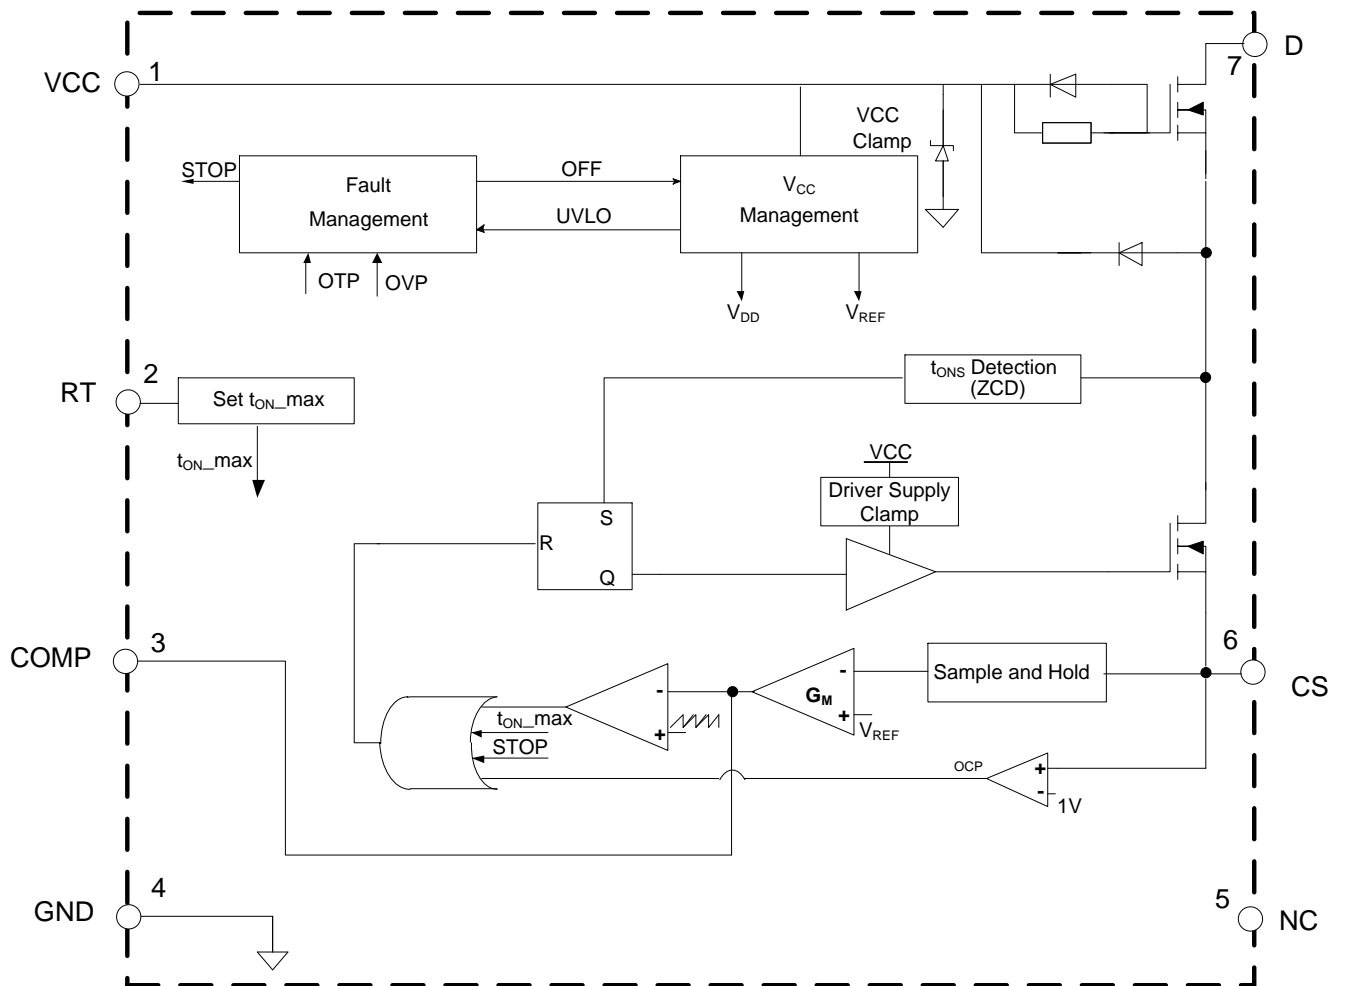 D
7
VCC
1
VCC
Clamp
STOP
Fault
Management
OFF
UVLO
VCC
Management
OTP
OVP
VDD
VREF
RT
2
Set tON_max
tON_max
tONS Detection
(ZCD)
VCC
Driver Supply
Clamp
S
R
Q
COMP
3
6
CS
Sample and Hold
-
GM
+
VREF
-
+
tON_max
STOP
OCP
+
-
1V
GND
4
5
NC